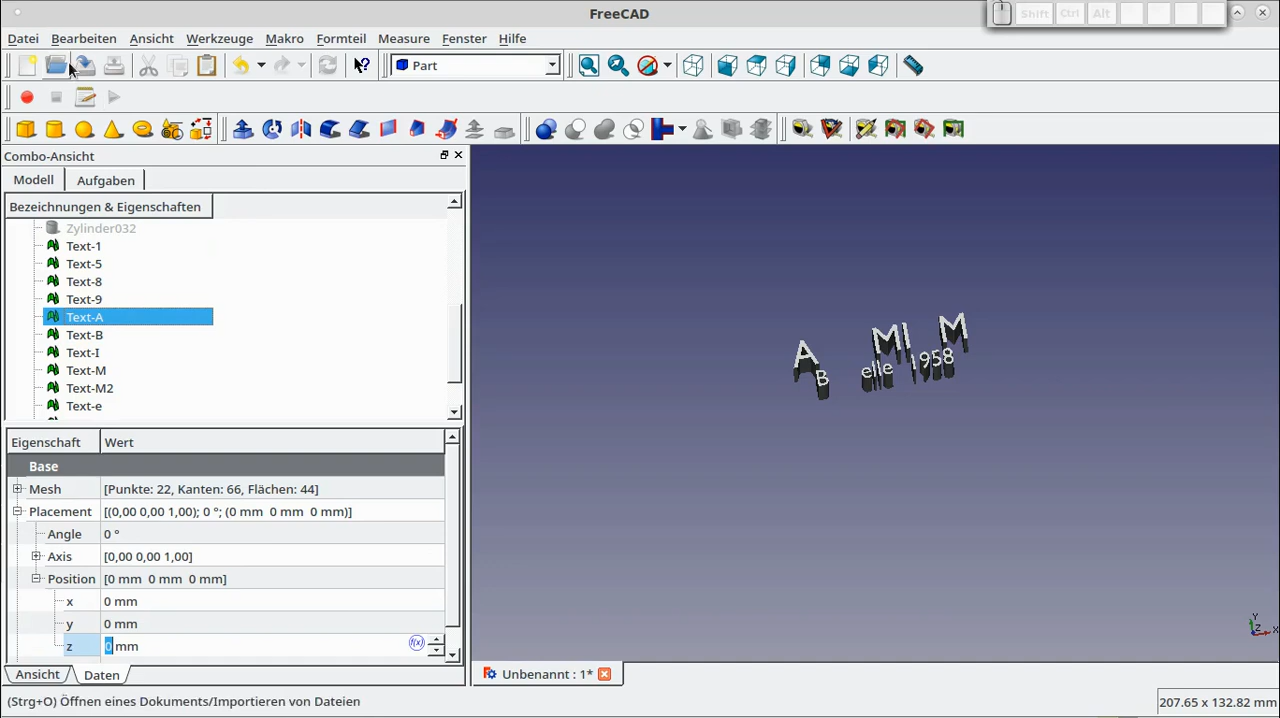 FreeCAD
Shift Ctrl Alt
Datei Bearbeiten Ansicht Werkzeuge Makro Formteil Measure Fenster Hilfe
Part
Combo-Ansicht
Modell Aufgaben
Bezeichnungen & Eigenschaften
Zylinder032
Text-1
Text-5
Text-8
Text-9
Text-A
Text-B
Text-I
Text-M
Text-M2
Text-e
A MI M
B elle 1958
Eigenschaft Wert
Base
Mesh [Punkte: 22, Kanten: 66, Flächen: 44]
Placement [(0,00 0,00 1,00); 0 °; (0 mm 0 mm 0 mm)]
Angle 0 °
Axis [0,00 0,00 1,00]
Position [0 mm 0 mm 0 mm]
x 0 mm
y 0 mm
z 0 mm
f(x)
Y
Z X
Ansicht Daten
Unbenannt : 1*
(Strg+O) Öffnen eines Dokuments/Importieren von Dateien
207.65 x 132.82 mm